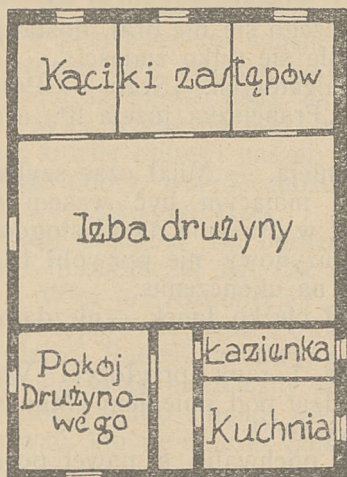 Kąciki zastępów
Izba drużyny
Pokój
Drużyno-
wego
Łazienka
Kuchnia